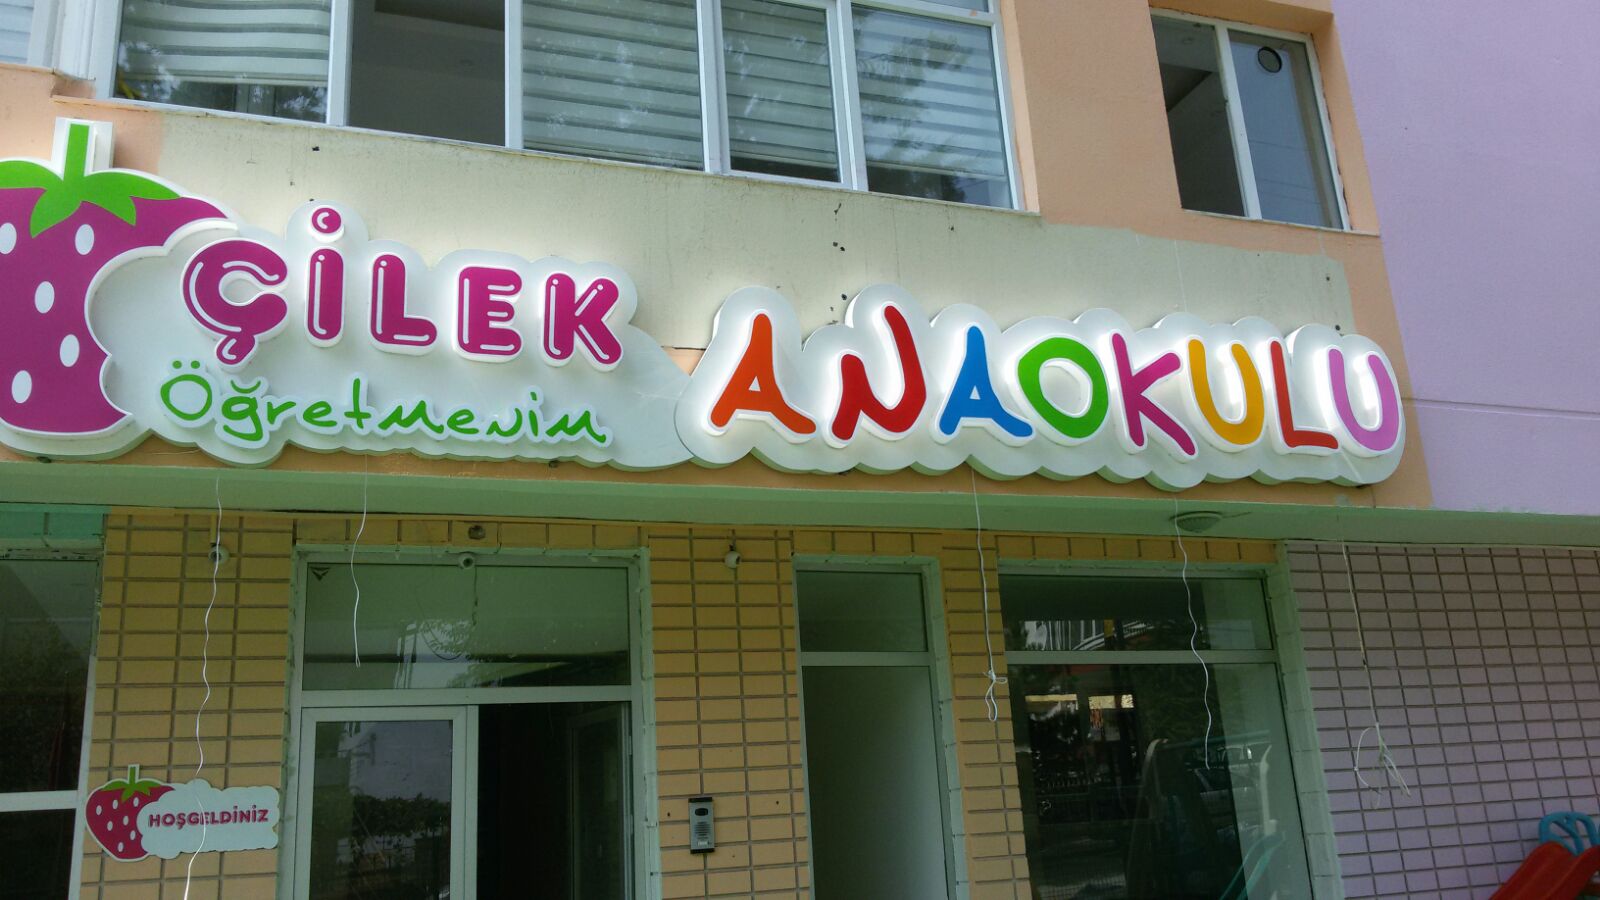 ÇİLEK
Öğretmenim
ANAOKULU
HOŞGELDİNİZ